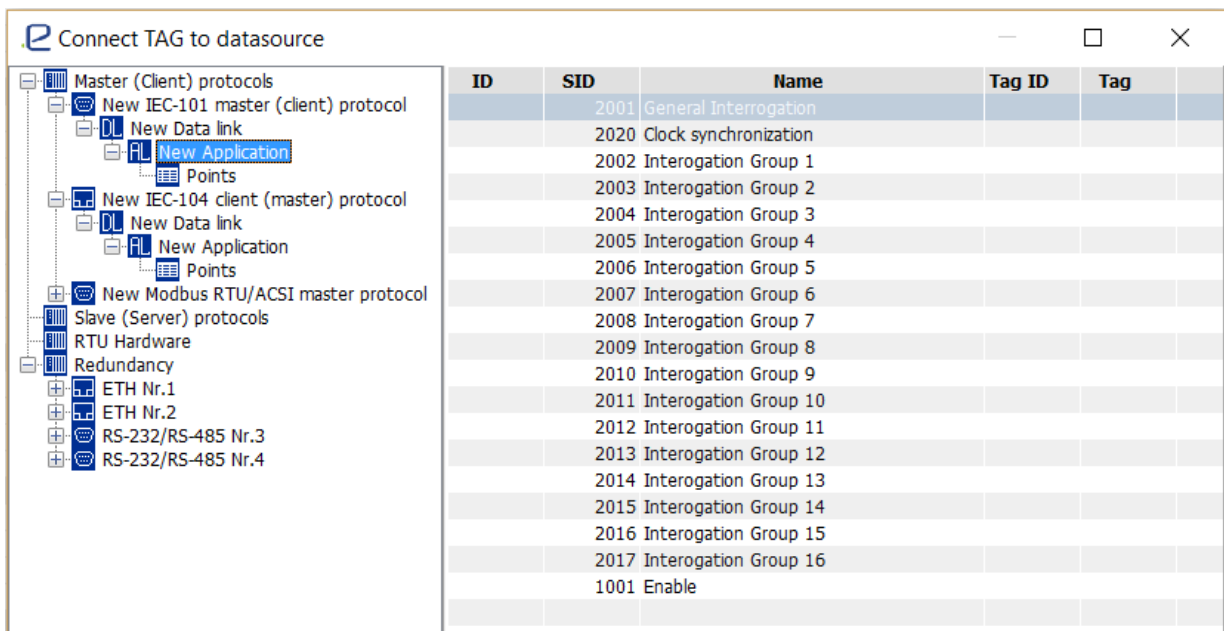 Connect TAG to datasource
Master (Client) protocols
New IEC-101 master (client) protocol
DL New Data link
AL New Application
Points
New IEC-104 client (master) protocol
DL New Data link
AL New Application
Points
New Modbus RTU/ACSI master protocol
Slave (Server) protocols
RTU Hardware
Redundancy
ETH Nr.1
ETH Nr.2
RS-232/RS-485 Nr.3
RS-232/RS-485 Nr.4
ID SID Name Tag ID Tag
2001 General Interrogation
2020 Clock synchronization
2002 Interogation Group 1
2003 Interogation Group 2
2004 Interogation Group 3
2005 Interogation Group 4
2006 Interogation Group 5
2007 Interogation Group 6
2008 Interogation Group 7
2009 Interogation Group 8
2010 Interogation Group 9
2011 Interogation Group 10
2012 Interogation Group 11
2013 Interogation Group 12
2014 Interogation Group 13
2015 Interogation Group 14
2016 Interogation Group 15
2017 Interogation Group 16
1001 Enable